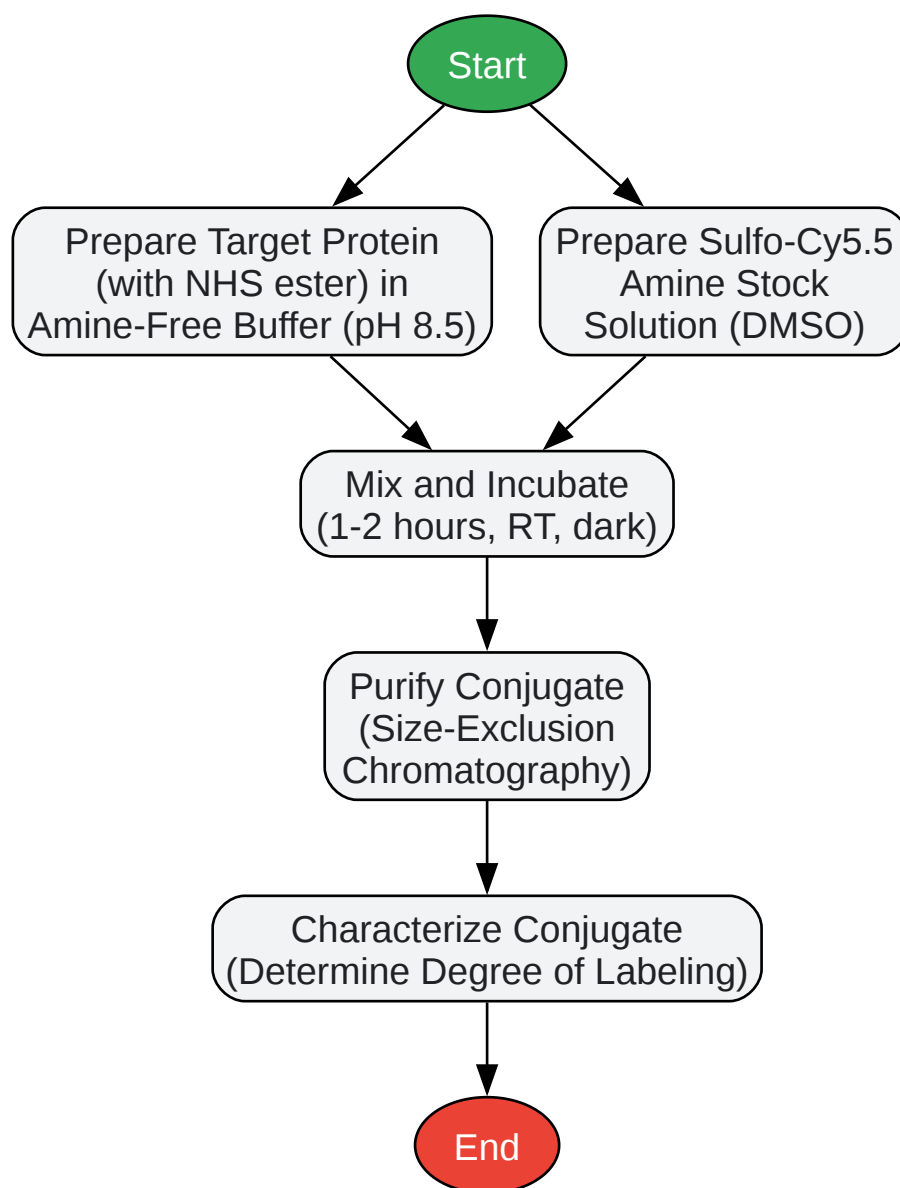 Start
Prepare Target Protein
(with NHS ester) in
Amine-Free Buffer (pH 8.5)
Prepare Sulfo-Cy5.5
Amine Stock
Solution (DMSO)
Mix and Incubate
(1-2 hours, RT, dark)
Purify Conjugate
(Size-Exclusion
Chromatography)
Characterize Conjugate
(Determine Degree of Labeling)
End